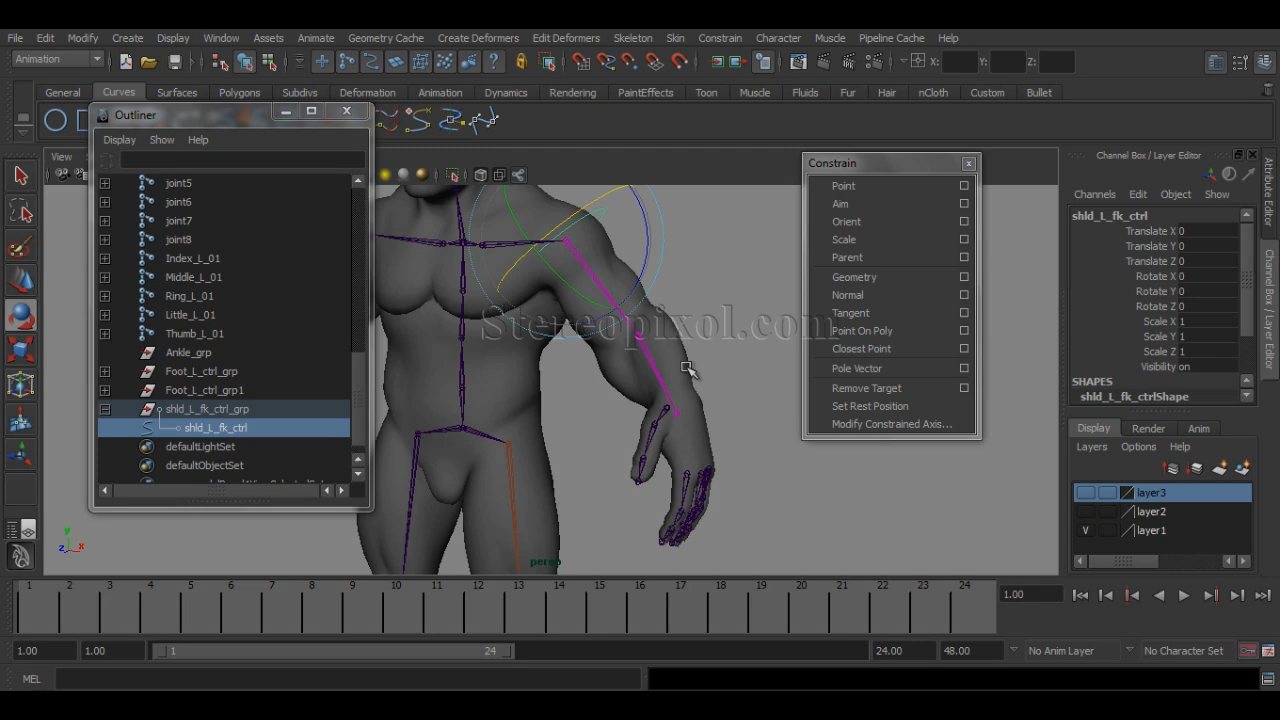 File Edit Modify Create Display Window Assets Animate Geometry Cache Create Deformers Edit Deformers Skeleton Skin Constrain Character Muscle Pipeline Cache Help
Animation X: Y: Z:
General Curves Surfaces Polygons Subdivs Deformation Animation Dynamics Rendering PaintEffects Toon Muscle Fluids Fur Hair nCloth Custom Bullet
Outliner
Display Show Help
joint5
joint6
joint7
joint8
Index_L_01
Middle_L_01
Ring_L_01
Little_L_01
Thumb_L_01
Ankle_grp
Foot_L_ctrl_grp
Foot_L_ctrl_grp1
shld_L_fk_ctrl_grp
shld_L_fk_ctrl
defaultLightSet
defaultObjectSet
View
Stereopixol.com
persp
y
z x
Constrain
Point
Aim
Orient
Scale
Parent
Geometry
Normal
Tangent
Point On Poly
Closest Point
Pole Vector
Remove Target
Set Rest Position
Modify Constrained Axis...
Channel Box / Layer Editor
Channels Edit Object Show
shld_L_fk_ctrl
Translate X 0
Translate Y 0
Translate Z 0
Rotate X 0
Rotate Y 0
Rotate Z 0
Scale X 1
Scale Y 1
Scale Z 1
Visibility on
SHAPES
shld_L_fk_ctrlShape
Display Render Anim
Layers Options Help
layer3
layer2
V layer1
Attribute Editor
Channel Box / Layer Editor
1 2 3 4 5 6 7 8 9 10 11 12 13 14 15 16 17 18 19 20 21 22 23 24
1.00
1.00 1.00 1 24 24.00 48.00 No Anim Layer No Character Set
MEL